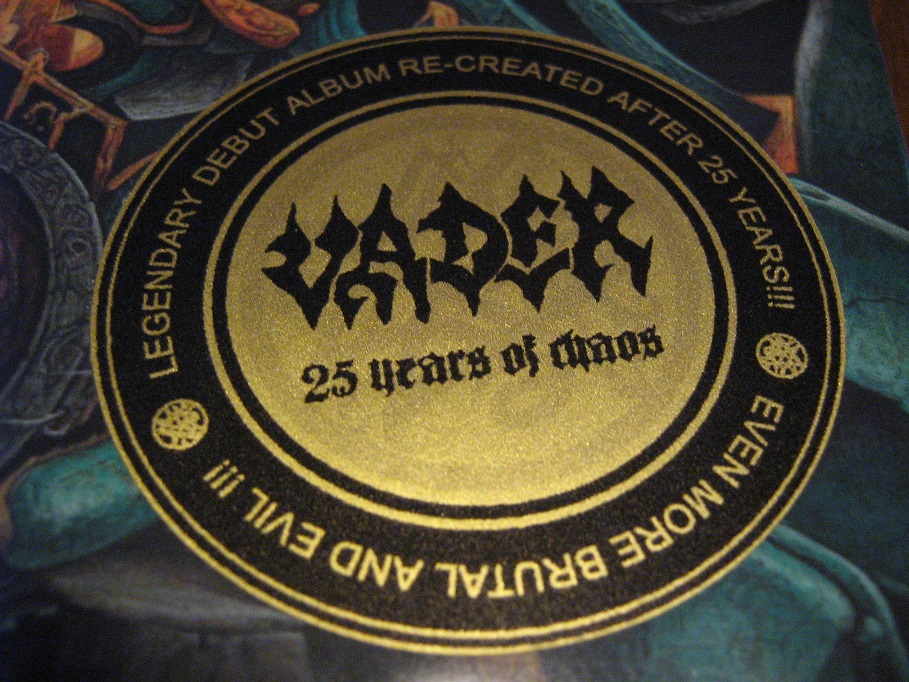 LEGENDARY DEBUT ALBUM RE-CREATED AFTER 25 YEARS!!!
VADER
25 years of chaos
EVEN MORE BRUTAL AND EVIL !!!